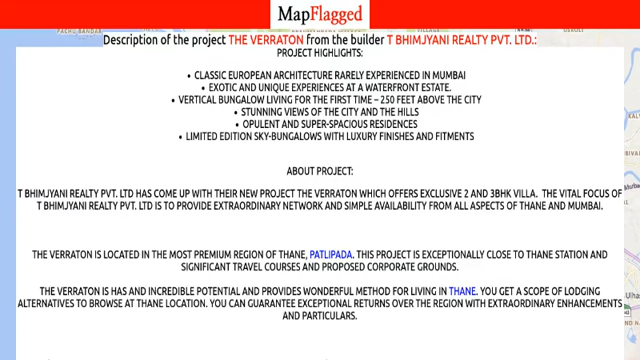 MapFlagged
Description of the project THE VERRATON from the builder T BHIMJYANI REALTY PVT. LTD.:
PROJECT HIGHLIGHTS:
• CLASSIC EUROPEAN ARCHITECTURE RARELY EXPERIENCED IN MUMBAI
• EXOTIC AND UNIQUE EXPERIENCES AT A WATERFRONT ESTATE.
• VERTICAL BUNGALOW LIVING FOR THE FIRST TIME – 250 FEET ABOVE THE CITY
• STUNNING VIEWS OF THE CITY AND THE HILLS
• OPULENT AND SUPER-SPACIOUS RESIDENCES
• LIMITED EDITION SKY-BUNGALOWS WITH LUXURY FINISHES AND FITMENTS
ABOUT PROJECT:
T BHIMJYANI REALTY PVT. LTD HAS COME UP WITH THEIR NEW PROJECT THE VERRATON WHICH OFFERS EXCLUSIVE 2 AND 3BHK VILLA.  THE VITAL FOCUS OF
T BHIMJYANI REALTY PVT. LTD IS TO PROVIDE EXTRAORDINARY NETWORK AND SIMPLE AVAILABILITY FROM ALL ASPECTS OF THANE AND MUMBAI.
THE VERRATON IS LOCATED IN THE MOST PREMIUM REGION OF THANE, PATLIPADA. THIS PROJECT IS EXCEPTIONALLY CLOSE TO THANE STATION AND
SIGNIFICANT TRAVEL COURSES AND PROPOSED CORPORATE GROUNDS.
THE VERRATON IS HAS AND INCREDIBLE POTENTIAL AND PROVIDES WONDERFUL METHOD FOR LIVING IN THANE. YOU GET A SCOPE OF LODGING
ALTERNATIVES TO BROWSE AT THANE LOCATION. YOU CAN GUARANTEE EXCEPTIONAL RETURNS OVER THE REGION WITH EXTRAORDINARY ENHANCEMENTS
AND PARTICULARS.
Ulhas